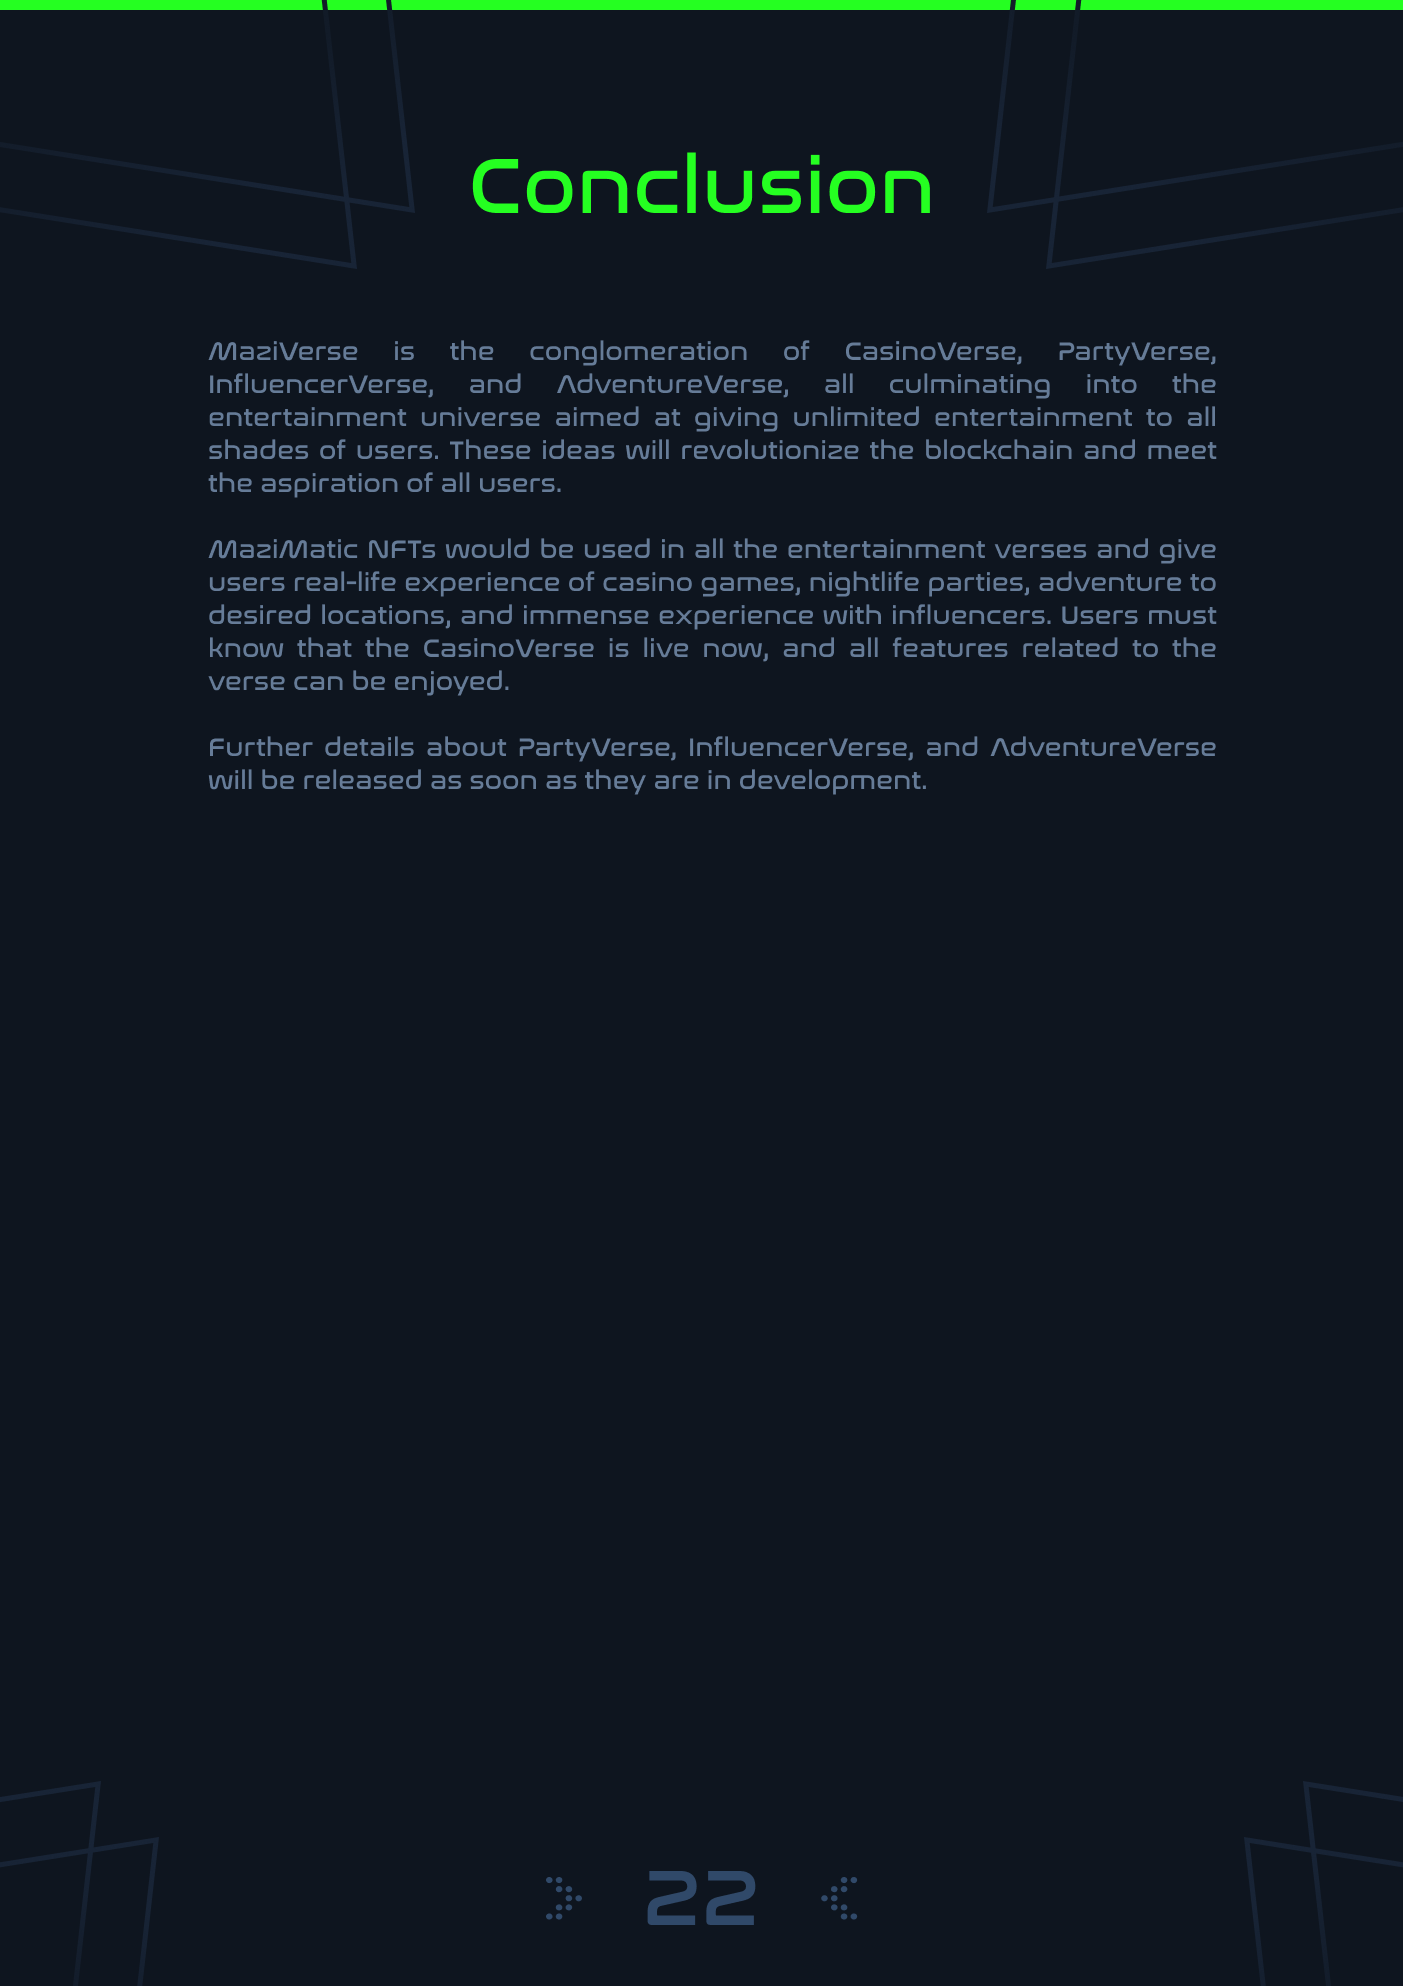 Conclusion
MaziVerse is the conglomeration of CasinoVerse, PartyVerse,
InfluencerVerse, and AdventureVerse, all culminating into the
entertainment universe aimed at giving unlimited entertainment to all
shades of users. These ideas will revolutionize the blockchain and meet
the aspiration of all users.
MaziMatic NFTs would be used in all the entertainment verses and give
users real-life experience of casino games, nightlife parties, adventure to
desired locations, and immense experience with influencers. Users must
know that the CasinoVerse is live now, and all features related to the
verse can be enjoyed.
Further details about PartyVerse, InfluencerVerse, and AdventureVerse
will be released as soon as they are in development.
22